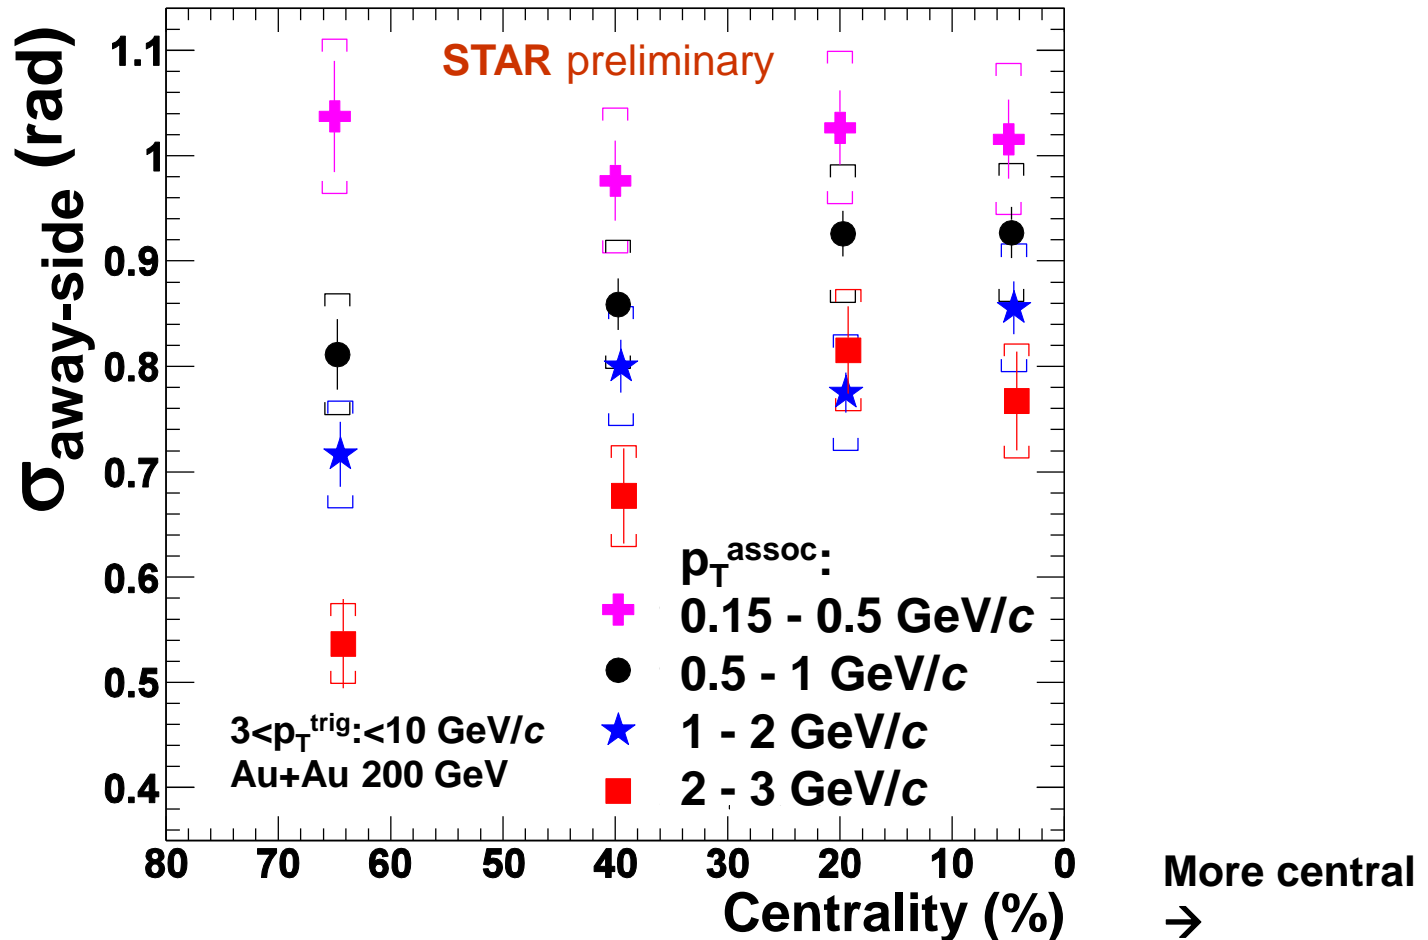 STAR preliminary
σaway-side (rad)
1.1
1
0.9
0.8
0.7
0.6
0.5
0.4
pTassoc:
0.15 - 0.5 GeV/c
0.5 - 1 GeV/c
1 - 2 GeV/c
2 - 3 GeV/c
3<pTtrig:<10 GeV/c
Au+Au 200 GeV
80 70 60 50 40 30 20 10 0
Centrality (%)
More central
→